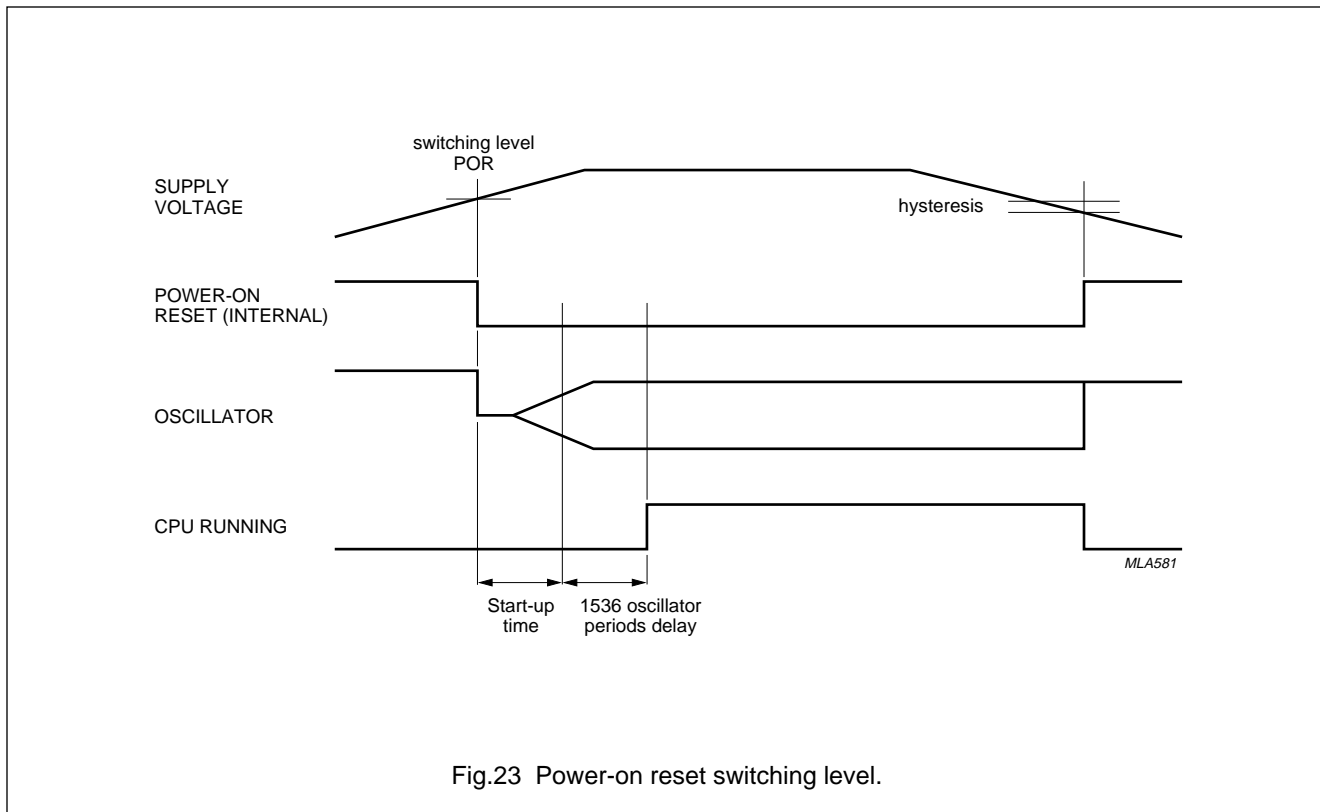 switching level
POR
SUPPLY
VOLTAGE
hysteresis
POWER-ON
RESET (INTERNAL)
OSCILLATOR
CPU RUNNING
MLA581
Start-up
time
1536 oscillator
periods delay
Fig.23 Power-on reset switching level.